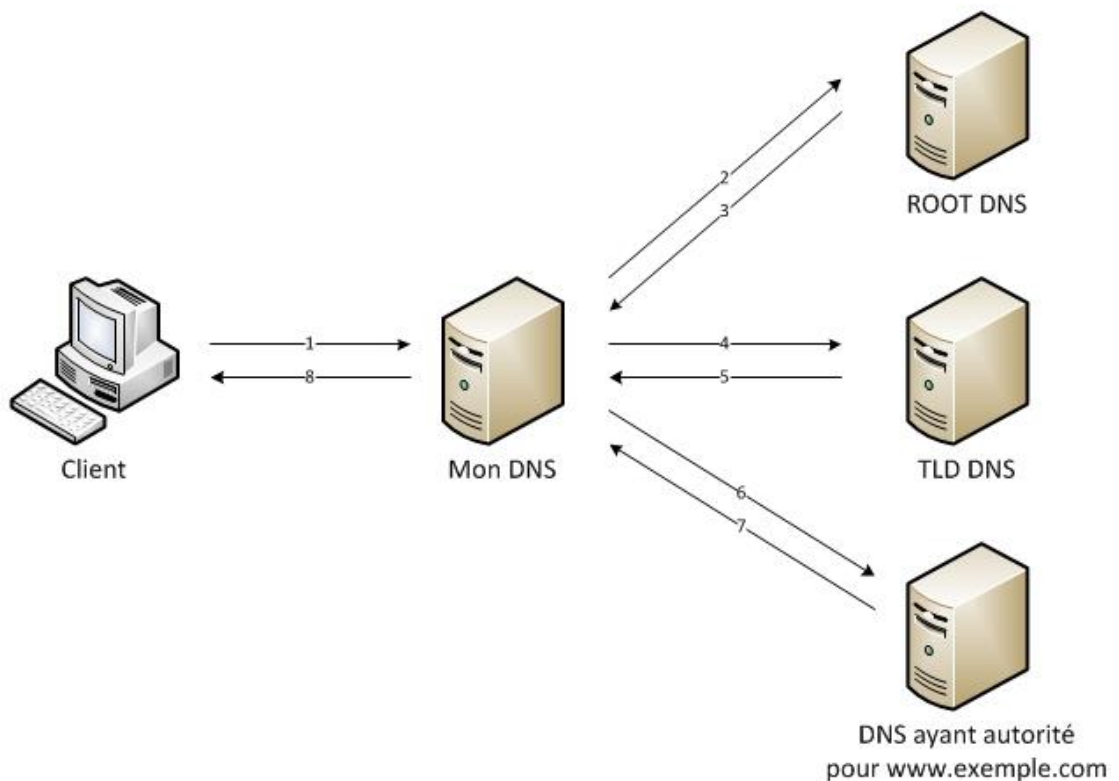 2
3
ROOT DNS
1
8
4
5
Client
Mon DNS
TLD DNS
6
7
DNS ayant autorité
pour www.exemple.com